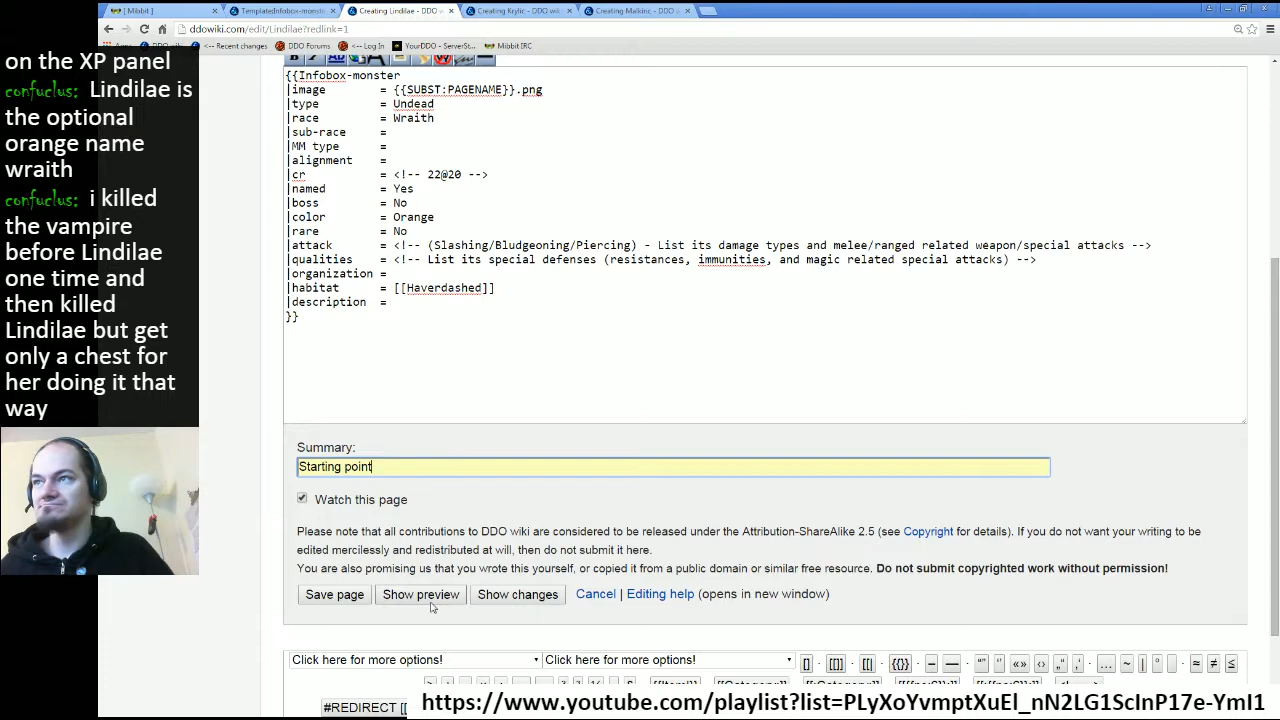 [ Mibbit ]
TemplateInfobox-monste
Creating Lindilae - DDO
Creating Krylic - DDO wiki
Creating Malkinc - DDO wi
ddowiki.com/edit/Lindilae?redlink=1
<-- Recent changes
DDO Forums
<-- Log In
YourDDO - ServerSt...
Mibbit IRC
on the XP panel
confuclus: Lindilae is
the optional
orange name
wraith
confuclus: i killed
the vampire
before Lindilae
one time and
then killed
Lindilae but get
only a chest for
her doing it that
way
{{Infobox-monster
|image = {{SUBST:PAGENAME}}.png
|type = Undead
|race = Wraith
|sub-race =
|MM type =
|alignment =
|cr = <!-- 22@20 -->
|named = Yes
|boss = No
|color = Orange
|rare = No
|attack = <!-- (Slashing/Bludgeoning/Piercing) - List its damage types and melee/ranged related weapon/special attacks -->
|qualities = <!-- List its special defenses (resistances, immunities, and magic related special attacks) -->
|organization =
|habitat = [[Haverdashed]]
|description =
}}
Summary:
Starting point
Watch this page
Please note that all contributions to DDO wiki are considered to be released under the Attribution-ShareAlike 2.5 (see Copyright for details). If you do not want your writing to
be edited mercilessly and redistributed at will, then do not submit it here.
You are also promising us that you wrote this yourself, or copied it from a public domain or similar free resource. Do not submit copyrighted work without permission!
Save page Show preview Show changes Cancel | Editing help (opens in new window)
Click here for more options! Click here for more options!
#REDIRECT [[
https://www.youtube.com/playlist?list=PLyXoYvmptXuEl_nN2LG1ScInP17e-YmI1